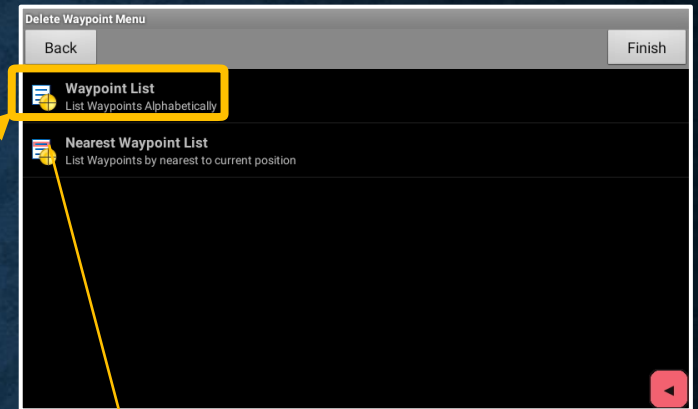 Delete Waypoint Menu
Back
Finish
Waypoint List
List Waypoints Alphabetically
Nearest Waypoint List
List Waypoints by nearest to current position